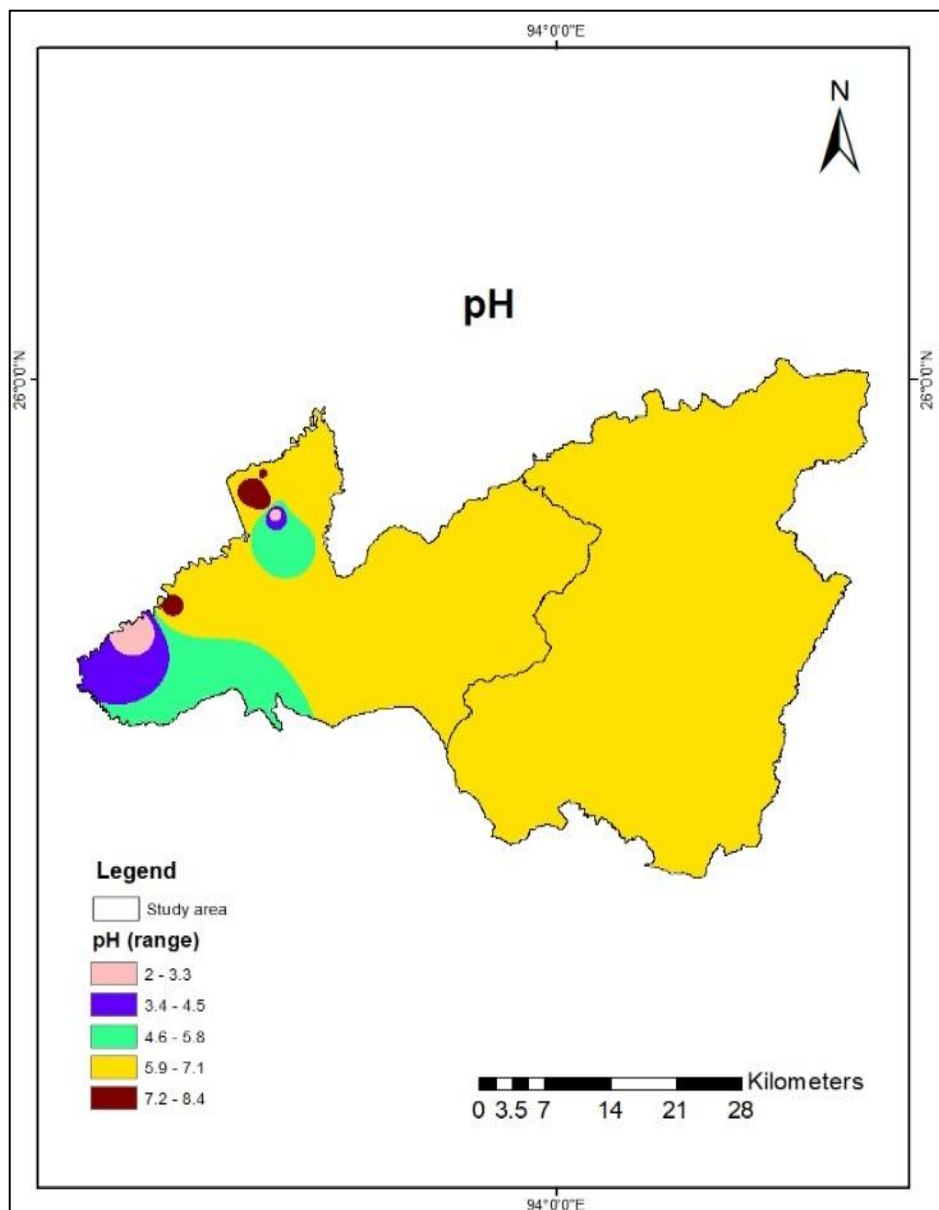 94°0'0"E
N
pH
26°0'0"N
26°0'0"N
Legend
Study area
pH (range)
2 - 3.3
3.4 - 4.5
4.6 - 5.8
5.9 - 7.1
7.2 - 8.4
Kilometers
0 3.5 7 14 21 28
94°0'0"E